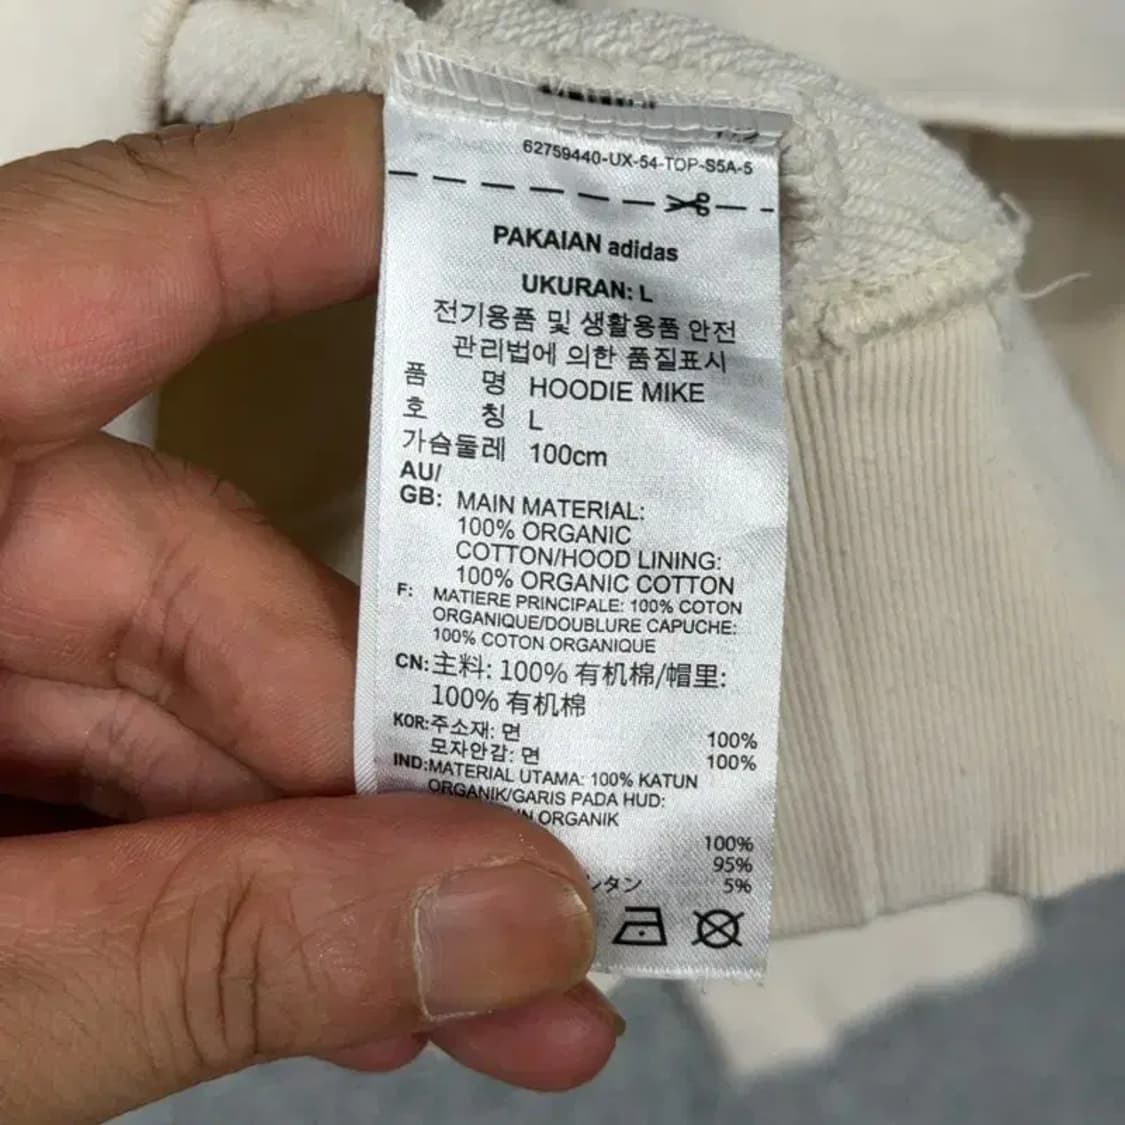 62759440-UX-54-TOP-S5A-5
PAKAIAN adidas
UKURAN: L
전기용품 및 생활용품 안전
관리법에 의한 품질표시
품 명 HOODIE MIKE
호 칭 L
가슴둘레 100cm
AU/
GB: MAIN MATERIAL:
100% ORGANIC
COTTON/HOOD LINING:
100% ORGANIC COTTON
F: MATIERE PRINCIPALE: 100% COTON
ORGANIQUE/DOUBLURE CAPUCHE:
100% COTON ORGANIQUE
CN:主料: 100% 有机棉/帽里:
100% 有机棉
KOR:주소재: 면 100%
모자안감: 면 100%
IND:MATERIAL UTAMA: 100% KATUN
ORGANIK/GARIS PADA HUD:
ORGANIK
100%
95%
タン 5%